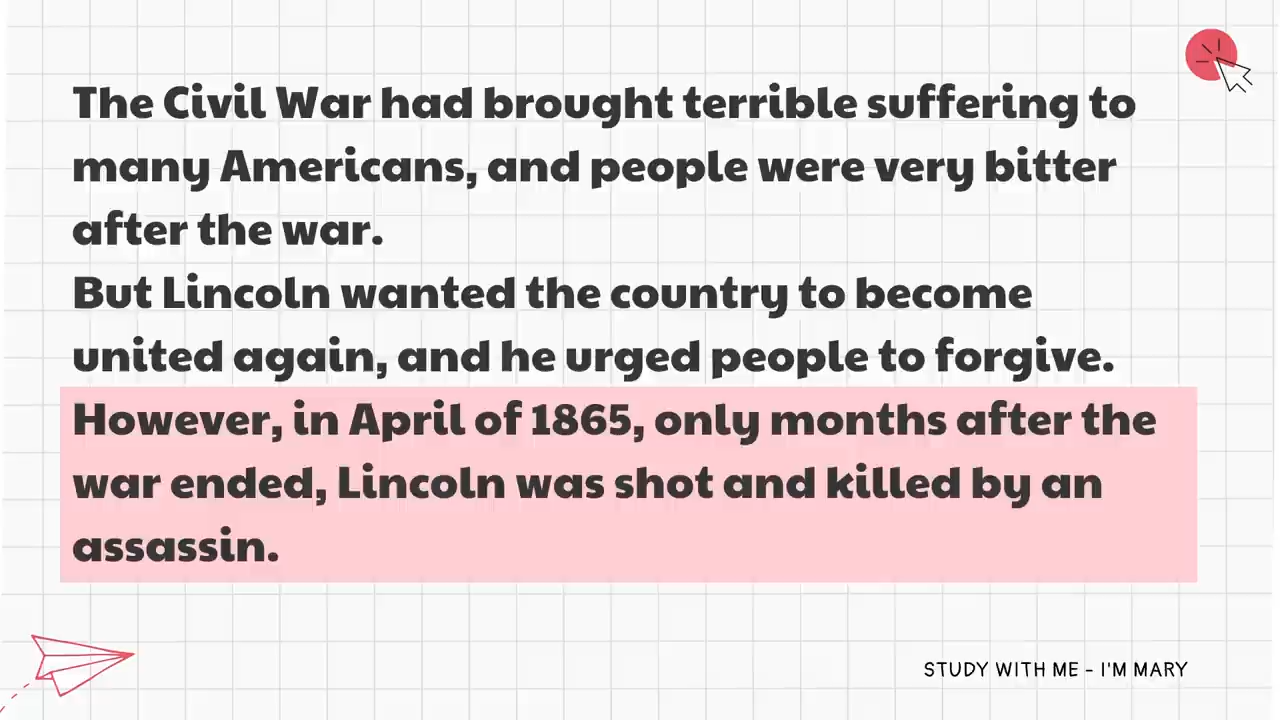 The Civil War had brought terrible suffering to
many Americans, and people were very bitter
after the war.
But Lincoln wanted the country to become
united again, and he urged people to forgive.
However, in April of 1865, only months after the
war ended, Lincoln was shot and killed by an
assassin.
STUDY WITH ME - I'M MARY